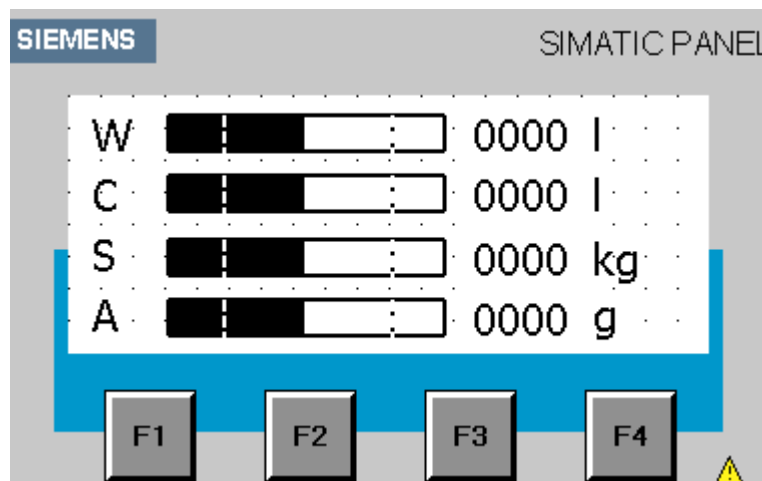 SIEMENS SIMATIC PANEL
W 0000 l
C 0000 l
S 0000 kg
A 0000 g
F1 F2 F3 F4